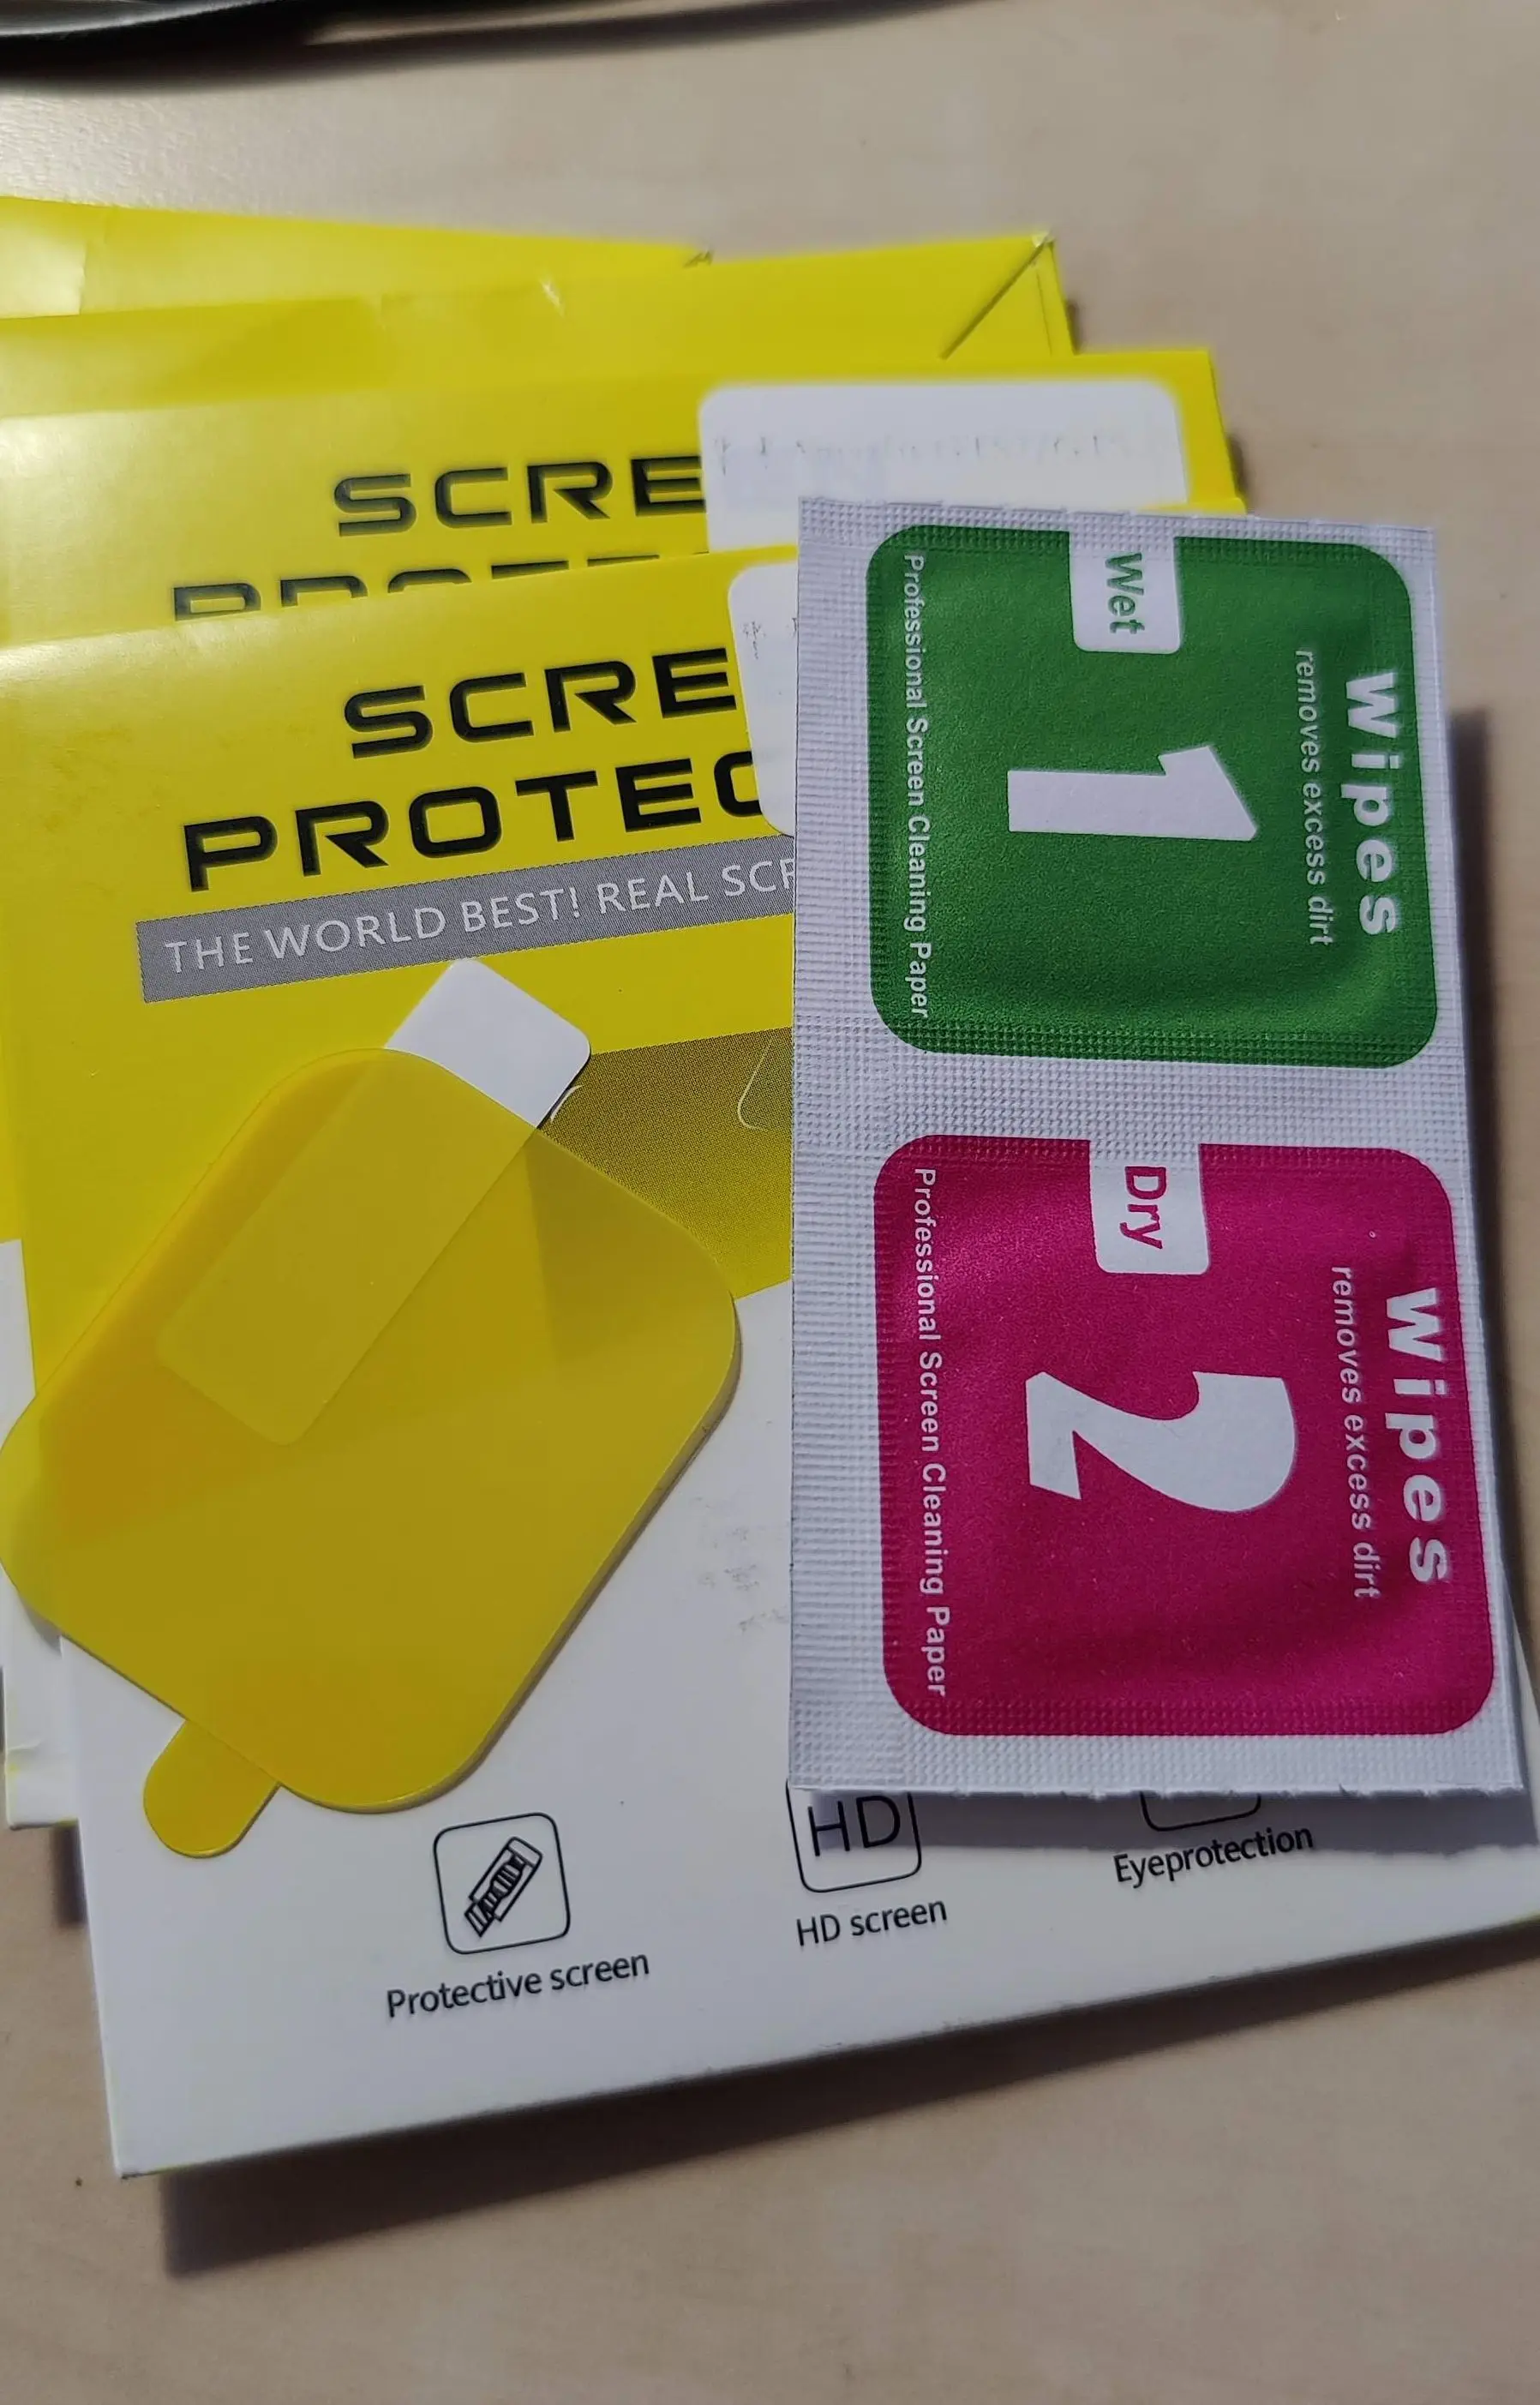 SCRE
SCRE
PROTEC
THE WORLD BEST! REAL SCR
Wipes
removes excess dirt
Wet
1
Professional Screen Cleaning Paper
Wipes
removes excess dirt
Dry
2
Professional Screen Cleaning Paper
Protective screen
HD
HD screen
Eyeprotection